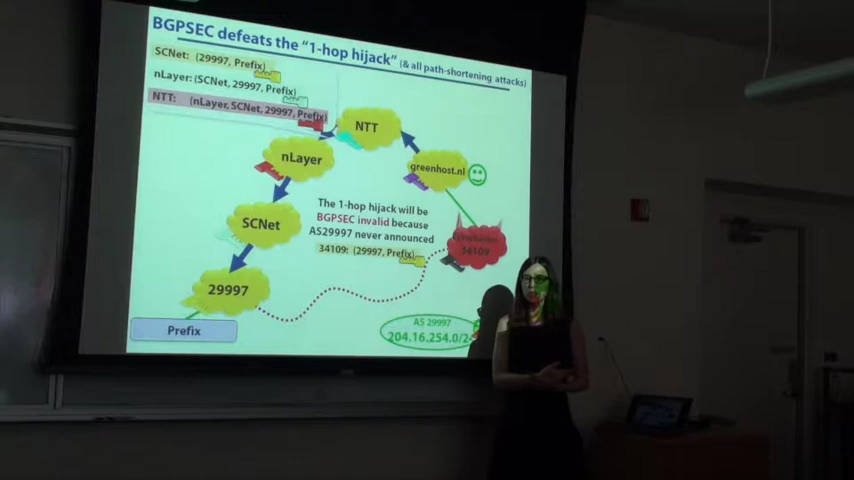 BGPSEC defeats the "1-hop hijack" (& all path-shortening attacks)
SCNet: (29997, Prefix)
nLayer: (SCNet, 29997, Prefix)
NTT: (nLayer, SCNet, 29997, Prefix)
NTT
nLayer
greenhost.nl
The 1-hop hijack will be
BGPSEC invalid because
AS29997 never announced
34109: (29997, Prefix)
SCNet
34109
29997
Prefix
AS 29997
204.16.254.0/24